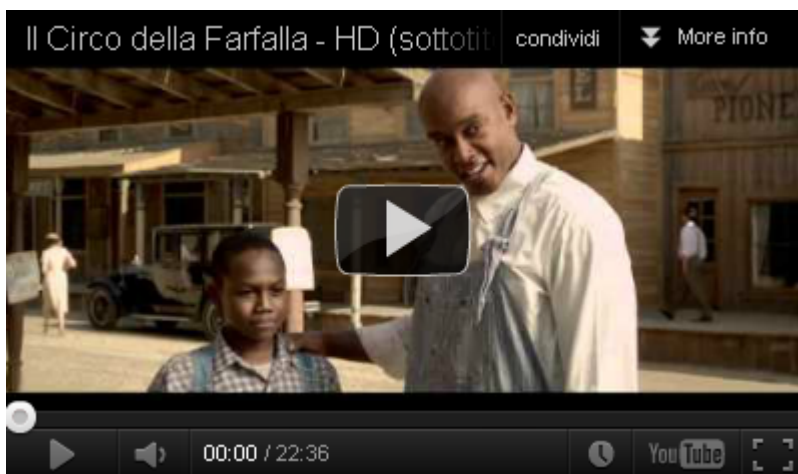 Il Circo della Farfalla - HD (sottotit
condividi
More info
PIONE
00:00 / 22:36
YouTube